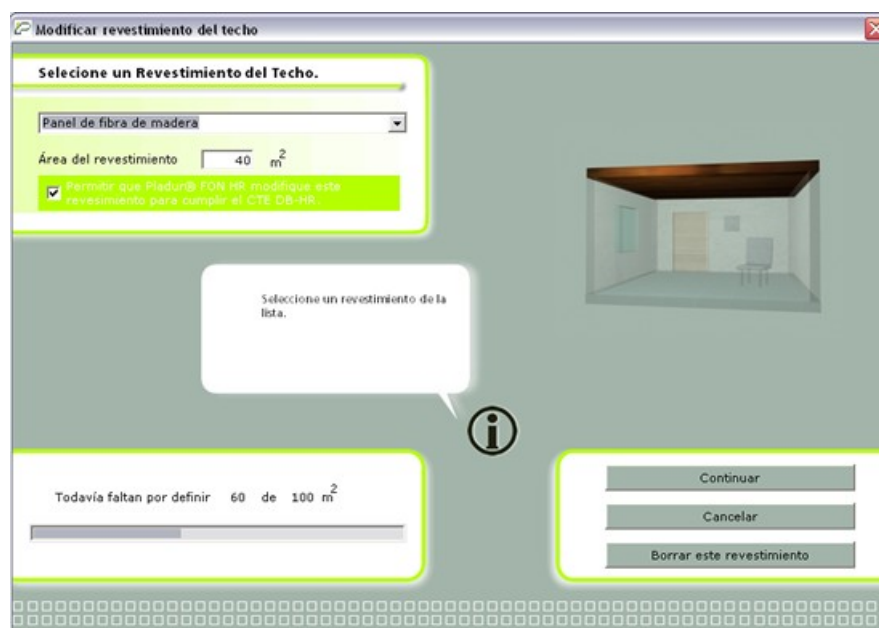 Modificar revestimiento del techo
Selecione un Revestimiento del Techo.
Panel de fibra de madera
Área del revestimiento 40 m2
Permitir que Pladur® FON HR modifique este
revesimiento para cumplir el CTE DB-HR.
Seleccione un revestimiento de la
lista.
Todavía faltan por definir 60 de 100 m2
Continuar
Cancelar
Borrar este revestimiento